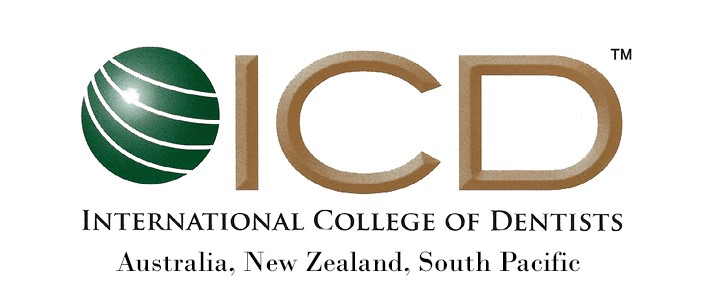 ICD™
INTERNATIONAL COLLEGE OF DENTISTS
Australia, New Zealand, South Pacific